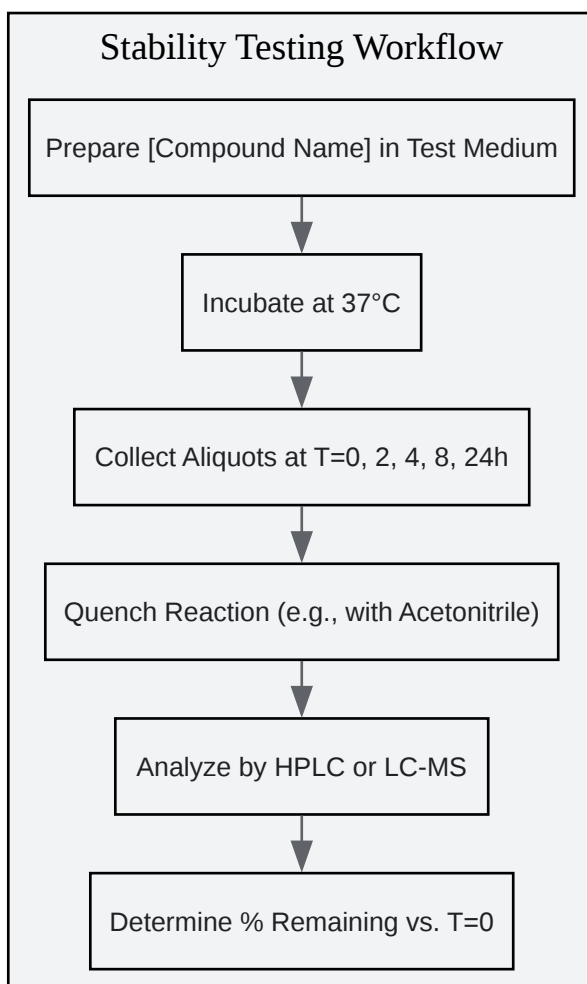 Stability Testing Workflow
Prepare [Compound Name] in Test Medium
Incubate at 37°C
Collect Aliquots at T=0, 2, 4, 8, 24h
Quench Reaction (e.g., with Acetonitrile)
Analyze by HPLC or LC-MS
Determine % Remaining vs. T=0